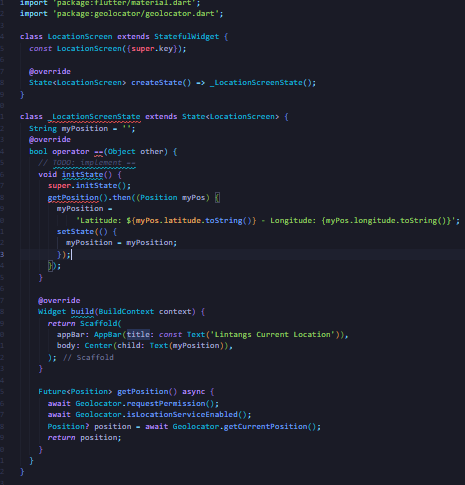 import 'package:flutter/material.dart';
import 'package:geolocator/geolocator.dart';
class LocationScreen extends StatefulWidget {
const LocationScreen({super.key});
@override
State<LocationScreen> createState() => _LocationScreenState();
}
class _LocationScreenState extends State<LocationScreen> {
String myPosition = '';
@override
bool operator ==(Object other) {
// TODO: implement ==
void initState() {
super.initState();
getPosition().then((Position myPos) {
myPosition =
'Latitude: ${myPos.latitude.toString()} - Longitude: {myPos.longitude.toString()}';
setState(() {
myPosition = myPosition;
});
});
}
@override
Widget build(BuildContext context) {
return Scaffold(
appBar: AppBar(title: const Text('Lintangs Current Location')),
body: Center(child: Text(myPosition)),
); // Scaffold
}
Future<Position> getPosition() async {
await Geolocator.requestPermission();
await Geolocator.isLocationServiceEnabled();
Position? position = await Geolocator.getCurrentPosition();
return position;
}
}
}